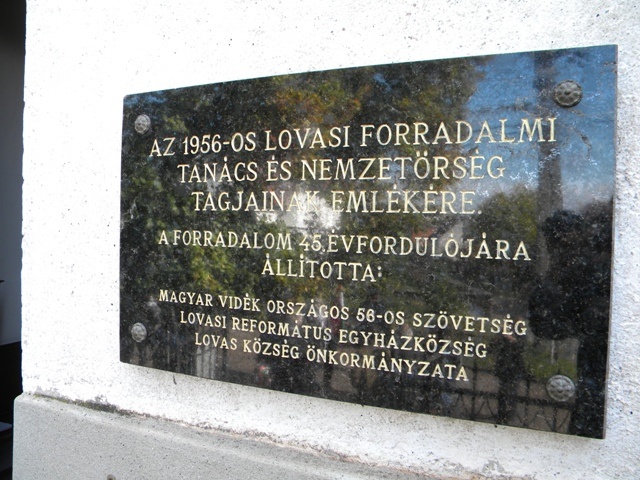 AZ 1956-OS LOVASI FORRADALMI
TANÁCS ÉS NEMZETŐRSÉG
TAGJAINAK EMLÉKÉRE.
A FORRADALOM 45.ÉVFORDULÓJÁRA
ÁLLÍTOTTA:
MAGYAR VIDÉK ORSZÁGOS 56-OS SZÖVETSÉG
LOVASI REFORMÁTUS EGYHÁZKÖZSÉG
LOVAS KÖZSÉG ÖNKORMÁNYZATA